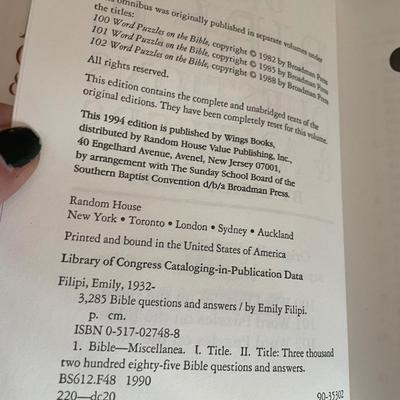 omnibus was originally published in separate volumes under
the titles:
100 Word Puzzles on the Bible, copyright © 1982 by Broadman Press
101 Word Puzzles on the Bible, copyright © 1985 by Broadman Press
102 Word Puzzles on the Bible, copyright © 1988 by Broadman Press
All rights reserved.
This edition contains the complete and unabridged texts of the
original editions. They have been completely reset for this volume.
This 1994 edition is published by Wings Books,
distributed by Random House Value Publishing, Inc.,
40 Engelhard Avenue, Avenel, New Jersey 07001,
by arrangement with The Sunday School Board of the
Southern Baptist Convention d/b/a Broadman Press.
Random House
New York • Toronto • London • Sydney • Auckland
Printed and bound in the United States of America
Library of Congress Cataloging-in-Publication Data
Filipi, Emily, 1932-
3,285 Bible questions and answers / by Emily Filipi.
p. cm.
ISBN 0-517-02748-8
1. Bible—Miscellanea. I. Title. II. Title: Three thousand
two hundred eighty-five Bible questions and answers.
BS612.F48 1990
220—dc20 90-35302